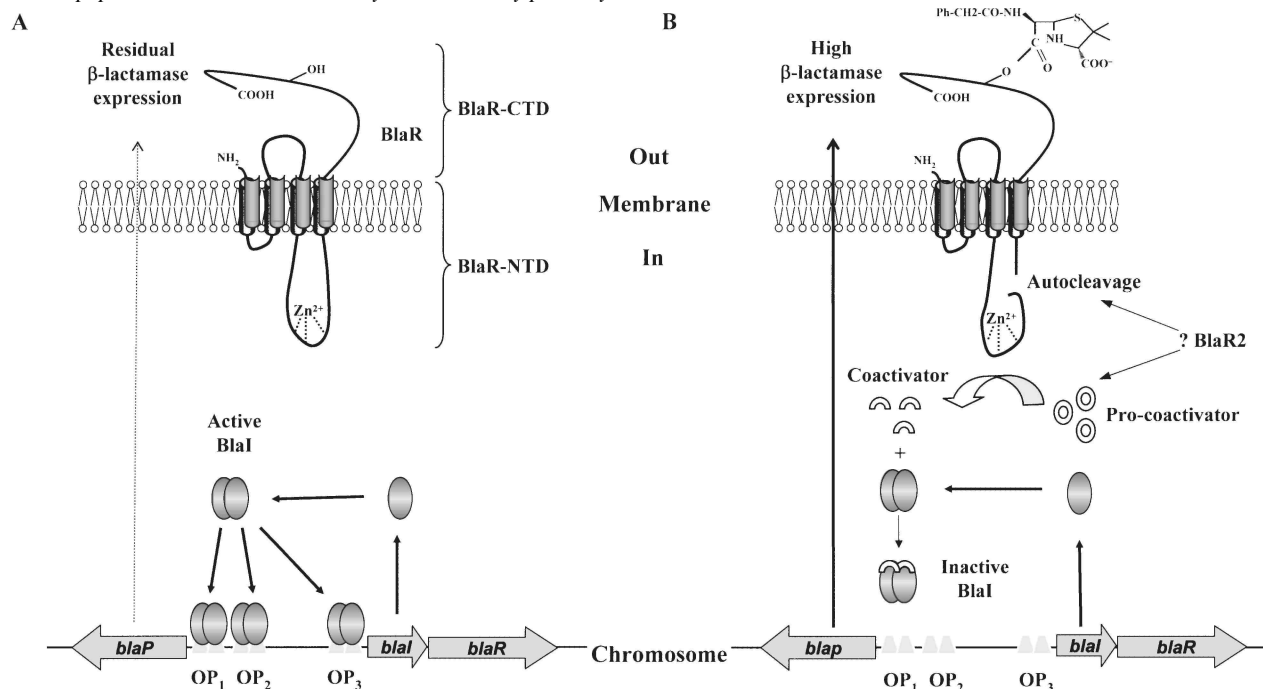 A
Residual
β-lactamase
expression
OH
COOH
BlaR
BlaR-CTD
NH2
BlaR-NTD
Zn2+
Active
BlaI
blaP
OP1 OP2 OP3
blaI
blaR
Out
Membrane
In
Chromosome
B
Ph-CH2-CO-NH
S
NH
C
O
O
COO–
High
β-lactamase
expression
COOH
NH2
Autocleavage
Zn2+
? BlaR2
Coactivator
Pro-coactivator
+
Inactive
BlaI
blap
OP1 OP2 OP3
blaI
blaR